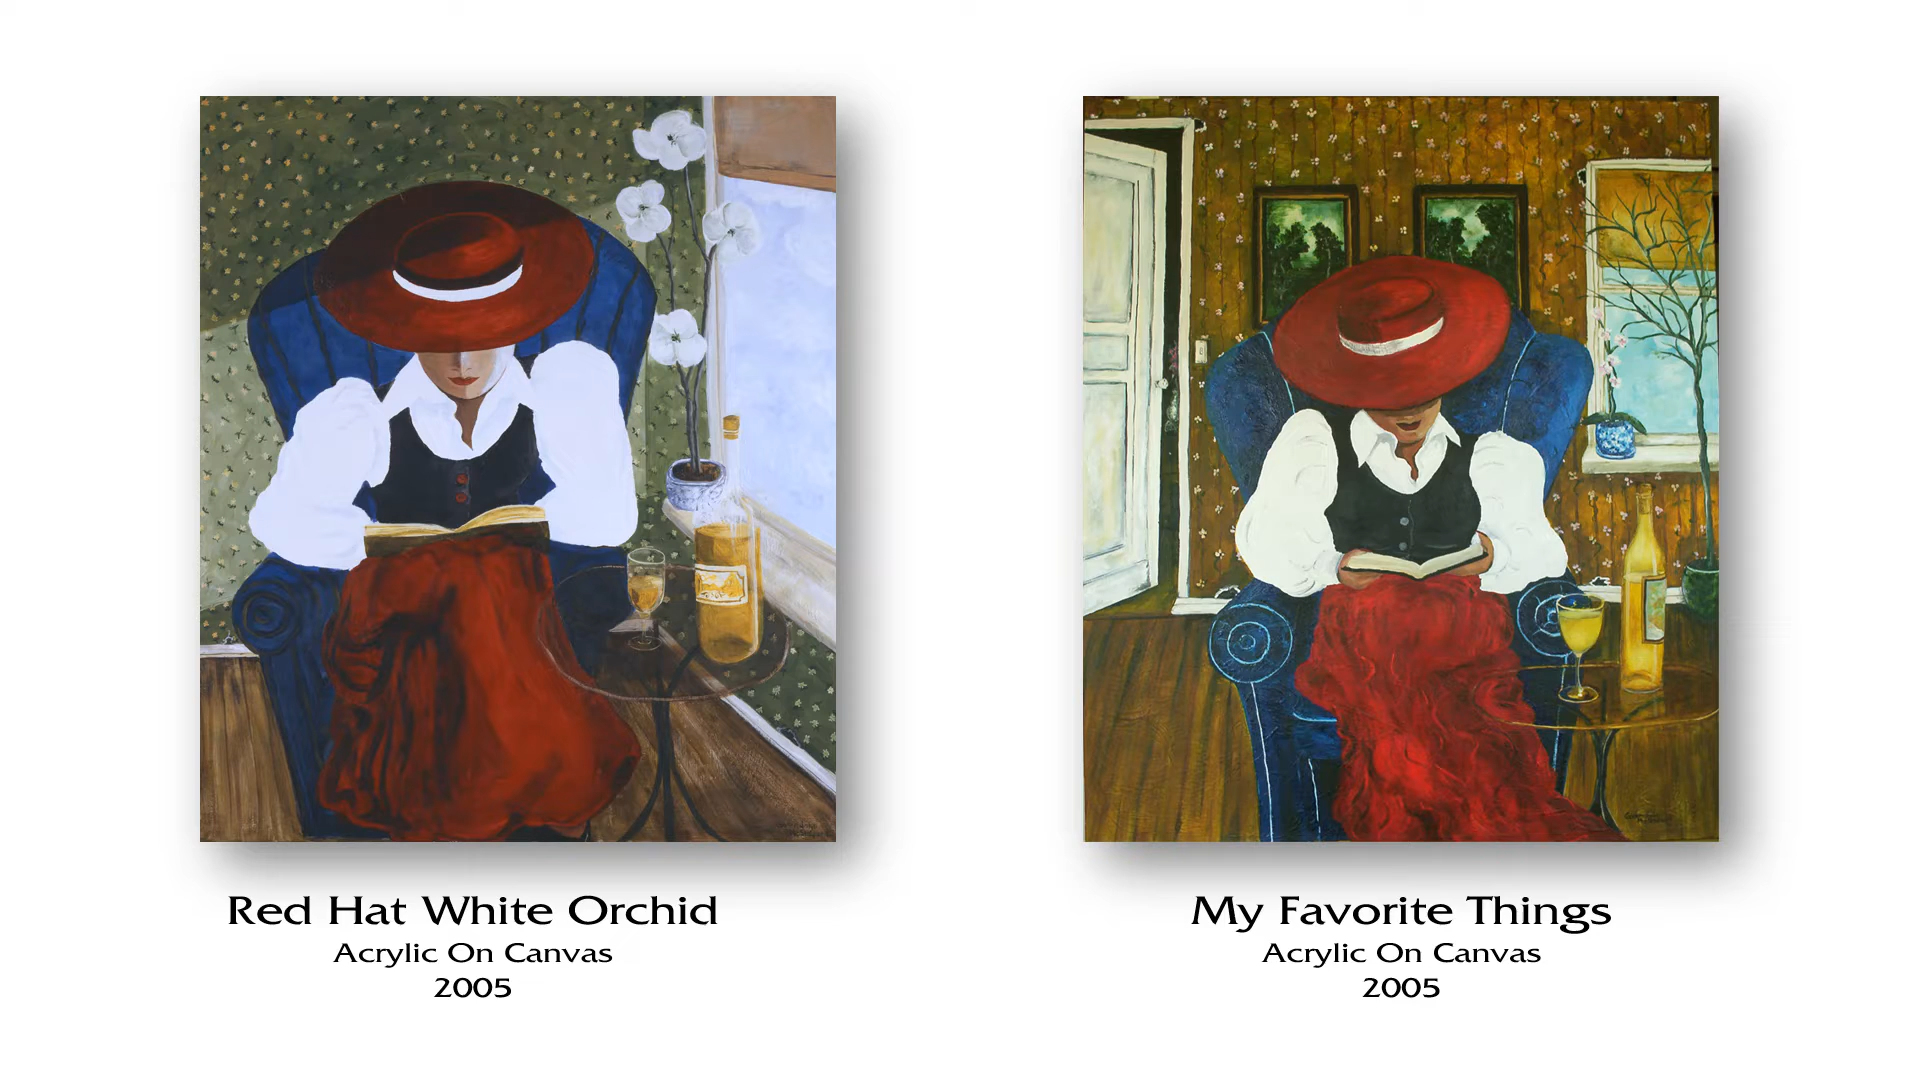 Red Hat White Orchid
Acrylic On Canvas
2005
My Favorite Things
Acrylic On Canvas
2005